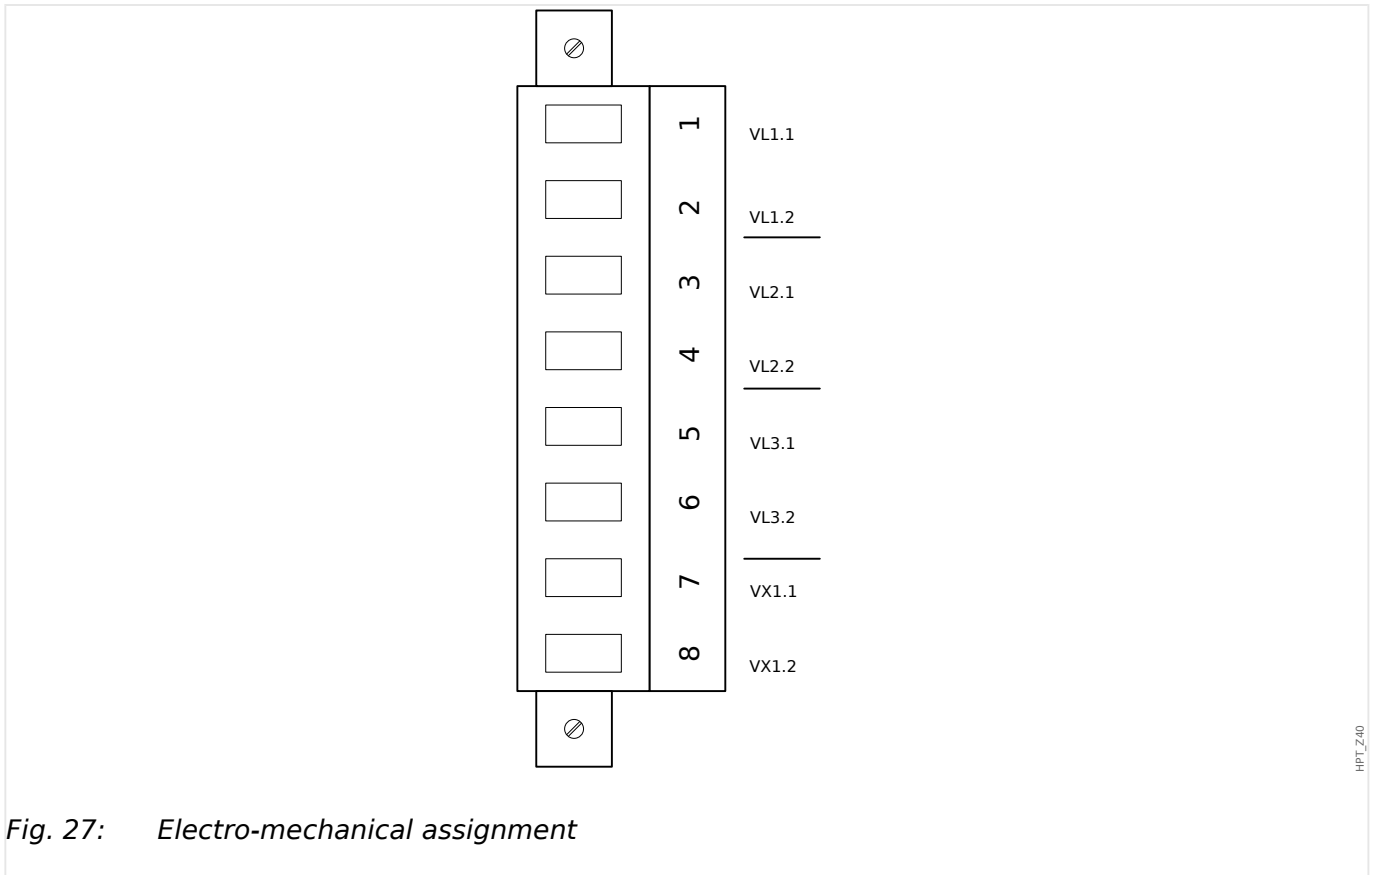 1 VL1.1
2 VL1.2
3 VL2.1
4 VL2.2
5 VL3.1
6 VL3.2
7 VX1.1
8 VX1.2
HPT_Z40
Fig. 27: Electro-mechanical assignment